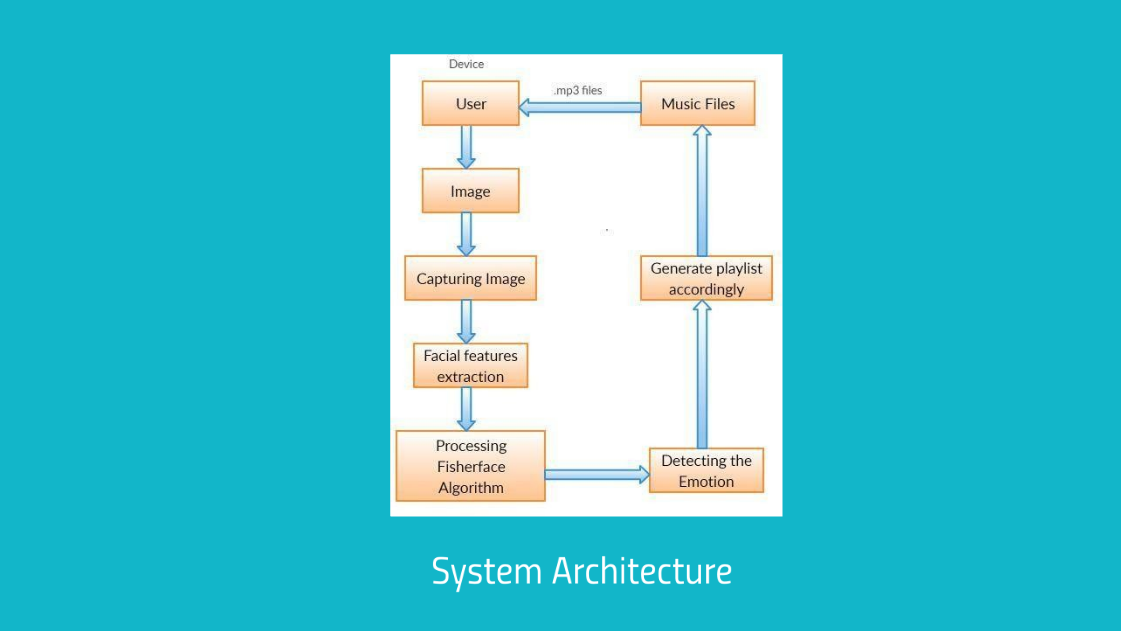 Device
User
.mp3 files
Music Files
Image
Capturing Image
Generate playlist
accordingly
Facial features
extraction
Processing
Fisherface
Algorithm
Detecting the
Emotion
System Architecture